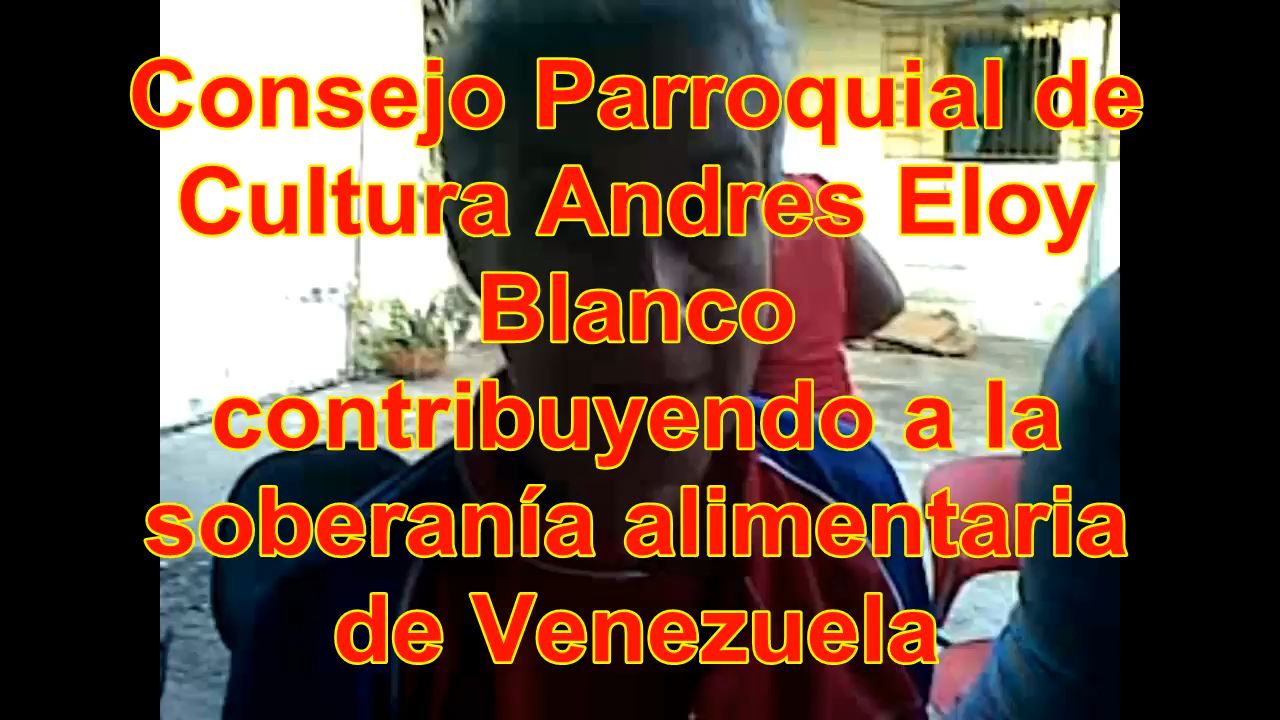 Consejo Parroquial de
Cultura Andres Eloy
Blanco
contribuyendo a la
soberanía alimentaria
de Venezuela